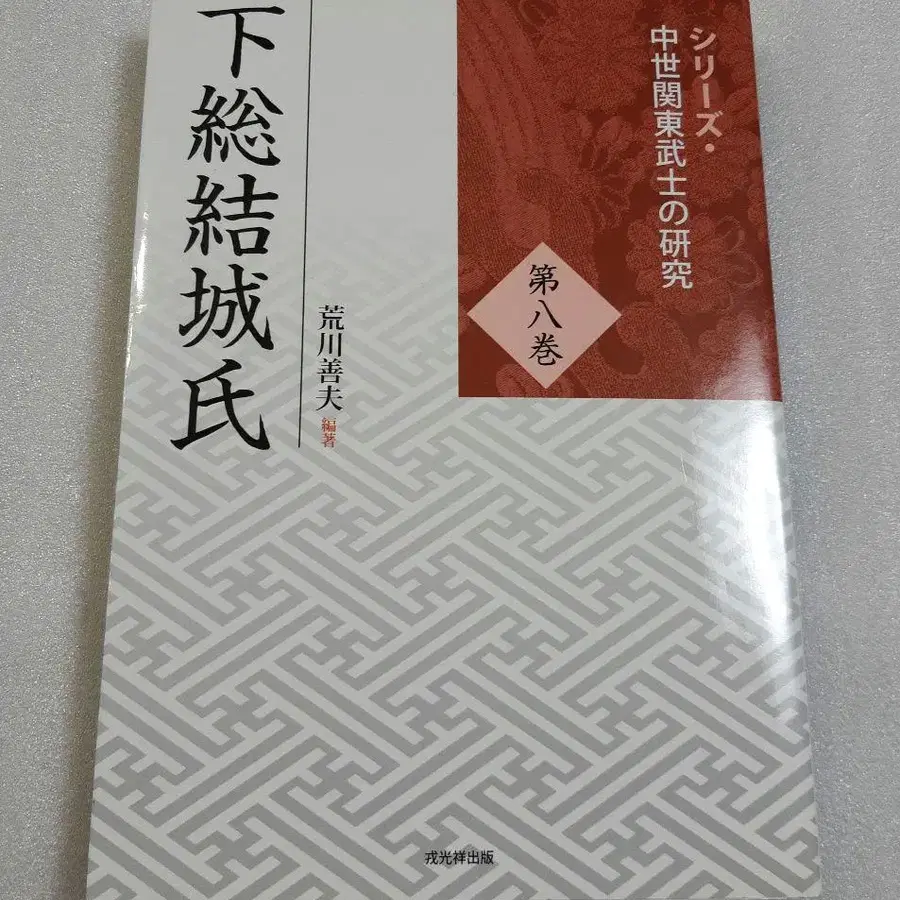 シリーズ・
中世関東武士の研究
第八巻
下総結城氏
荒川善夫 編著
戎光祥出版